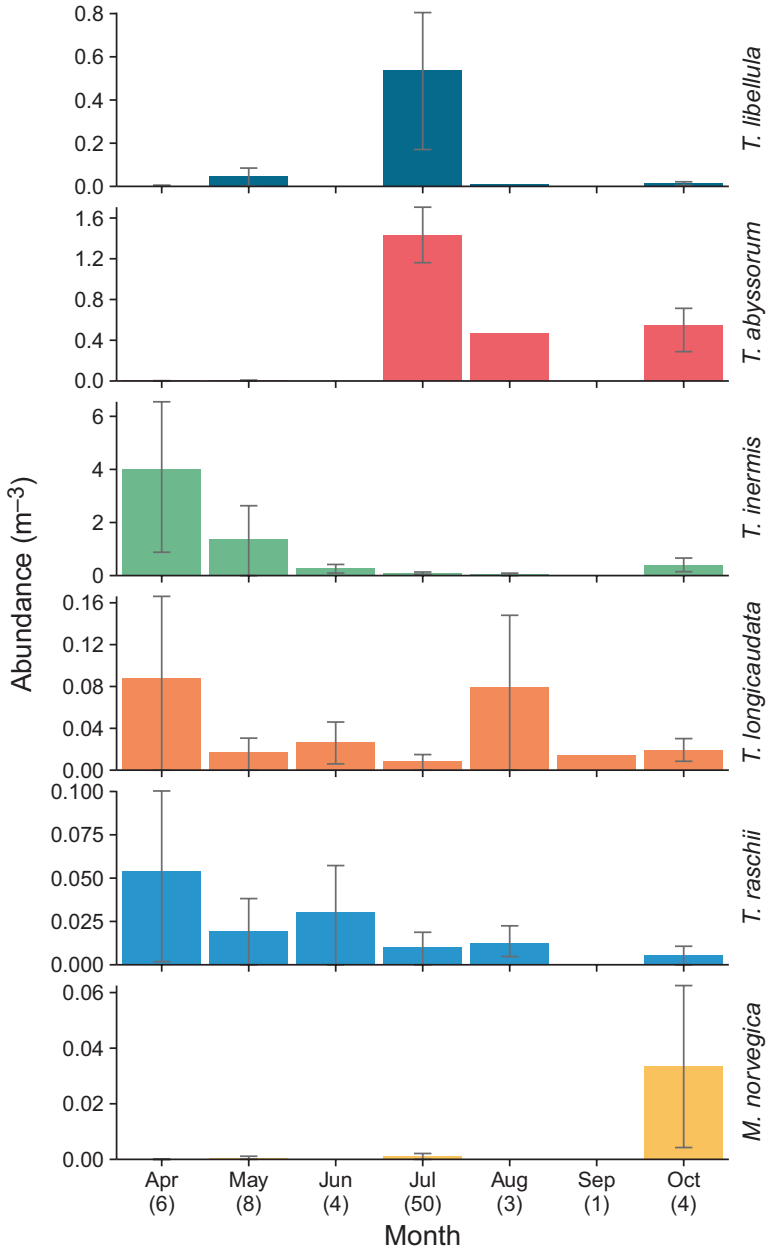 0.8
0.6
0.4
0.2
0.0
T. libellula
1.6
1.2
0.8
0.4
0.0
T. abyssorum
6
4
2
0
T. inermis
Abundance (m⁻³)
0.16
0.12
0.08
0.04
0.00
T. longicaudata
0.100
0.075
0.050
0.025
0.000
T. raschii
0.06
0.04
0.02
0.00
M. norvegica
Apr May Jun Jul Aug Sep Oct
(6) (8) (4) (50) (3) (1) (4)
Month